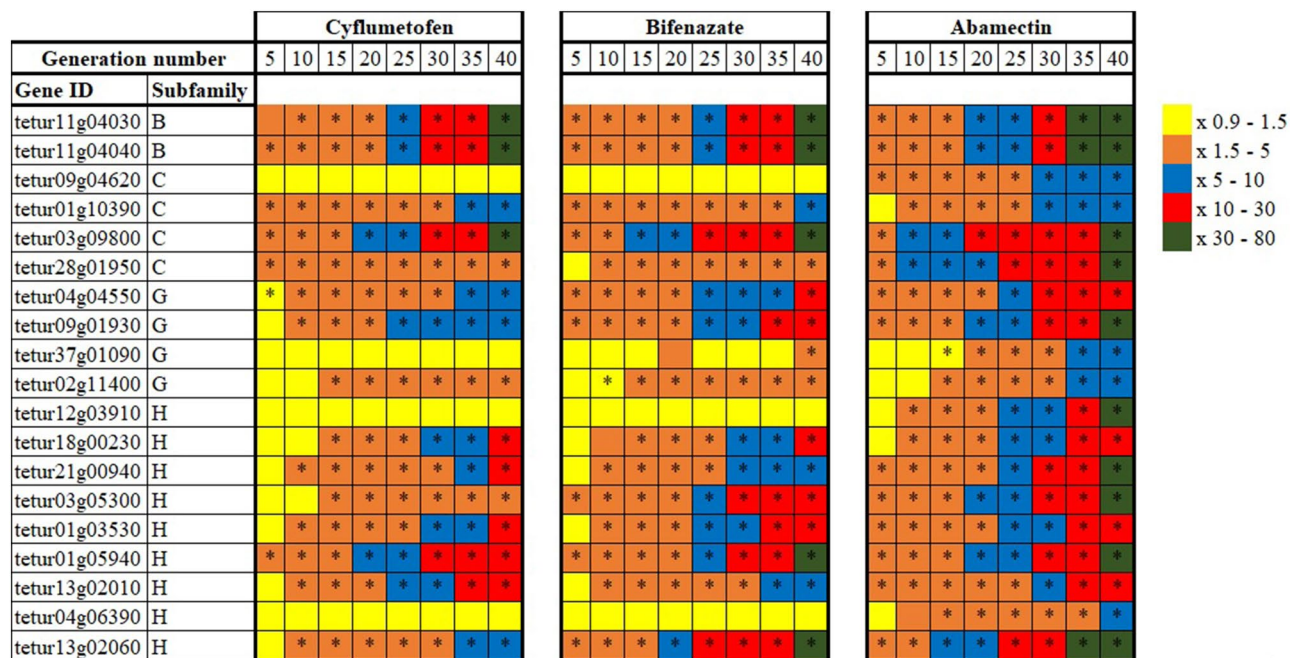 Cyflumetofen Bifenazate Abamectin
Generation number 5 10 15 20 25 30 35 40 5 10 15 20 25 30 35 40 5 10 15 20 25 30 35 40
Gene ID Subfamily
tetur11g04030 B * * * * * * * * * * * * * * * * * * * * * * *
tetur11g04040 B * * * * * * * * * * * * * * * * * * * * * * * *
tetur09g04620 C * * * * * * * *
tetur01g10390 C * * * * * * * * * * * * * * * * * * * * * * *
tetur03g09800 C * * * * * * * * * * * * * * * * * * * * * * * *
tetur28g01950 C * * * * * * * * * * * * * * * * * * * * * * *
tetur04g04550 G * * * * * * * * * * * * * * * * * * * * * * * *
tetur09g01930 G * * * * * * * * * * * * * * * * * * * * * * *
tetur37g01090 G * * * * * * *
tetur02g11400 G * * * * * * * * * * * * * * * * * * *
tetur12g03910 H * * * * * * *
tetur18g00230 H * * * * * * * * * * * * * * * * * * *
tetur21g00940 H * * * * * * * * * * * * * * * * * * * * * *
tetur03g05300 H * * * * * * * * * * * * * * * * * * * * * *
tetur01g03530 H * * * * * * * * * * * * * * * * * * * * * *
tetur01g05940 H * * * * * * * * * * * * * * * * * * * * * * * *
tetur13g02010 H * * * * * * * * * * * * * * * * * * * * * *
tetur04g06390 H * * * * * *
tetur13g02060 H * * * * * * * * * * * * * * * * * * * * * * *
x 0.9 - 1.5
x 1.5 - 5
x 5 - 10
x 10 - 30
x 30 - 80